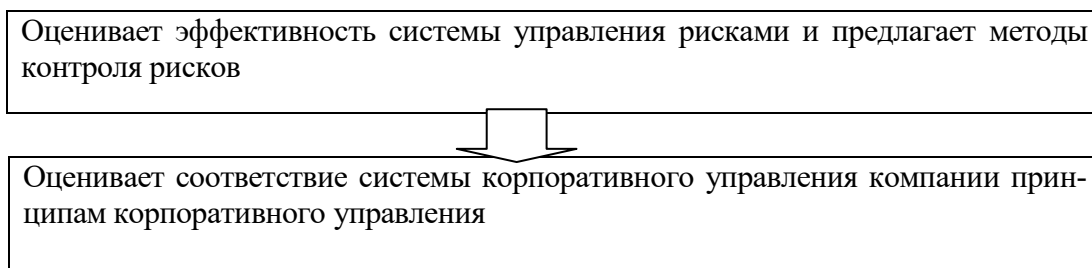 Оценивает эффективность системы управления рисками и предлагает методы
контроля рисков
Оценивает соответствие системы корпоративного управления компании прин-
ципам корпоративного управления